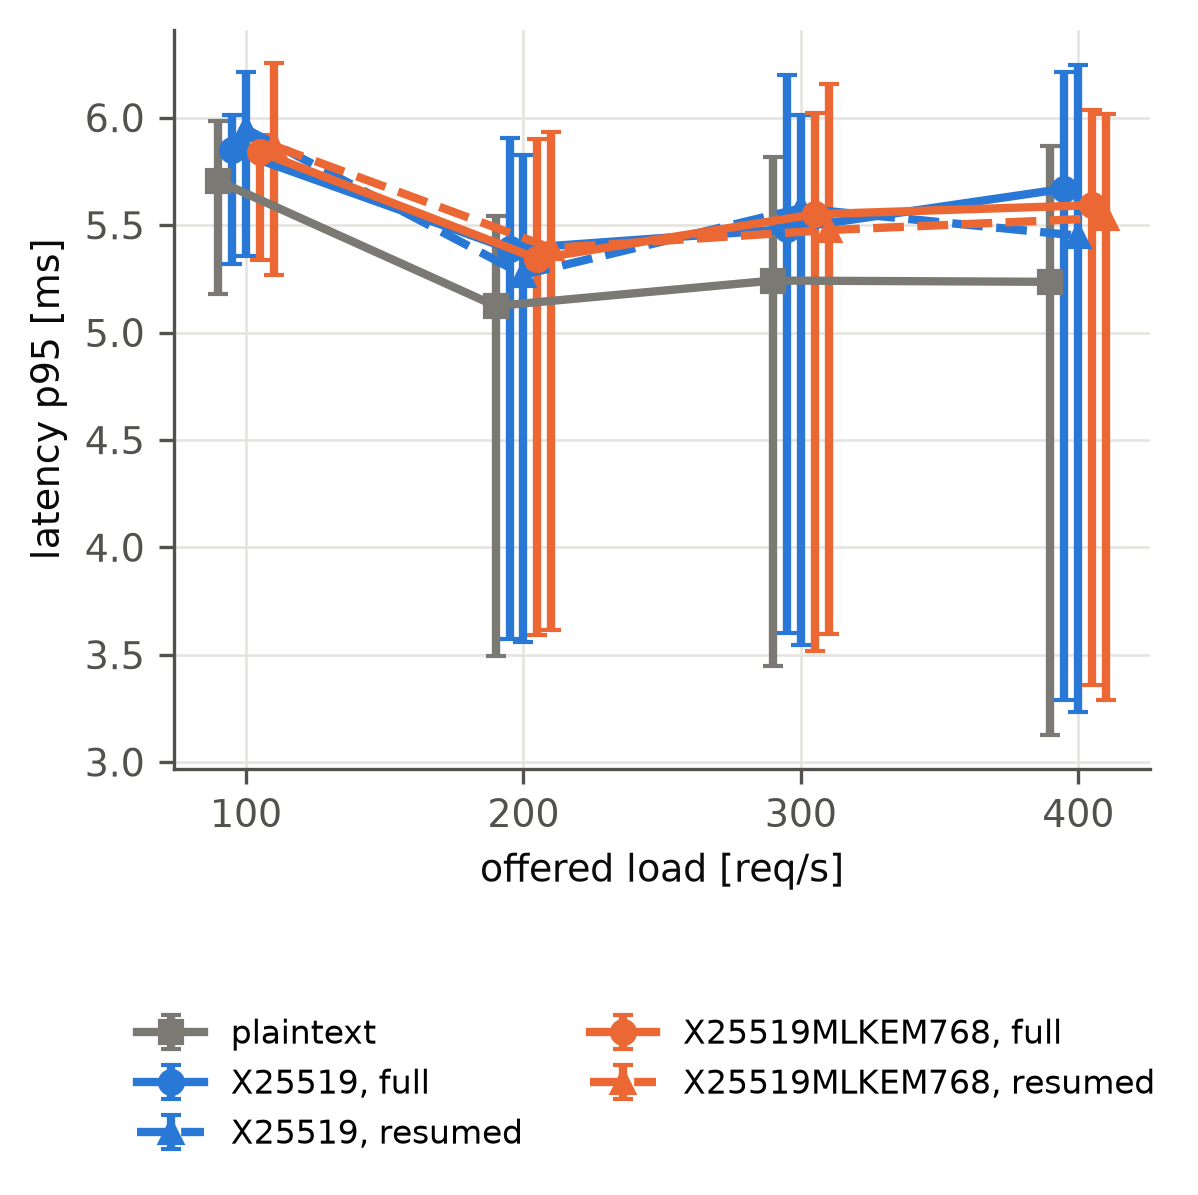 6.0
5.5
5.0
4.5
4.0
3.5
3.0
latency p95 [ms]
100 200 300 400
offered load [req/s]
plaintext
X25519, full
X25519, resumed
X25519MLKEM768, full
X25519MLKEM768, resumed